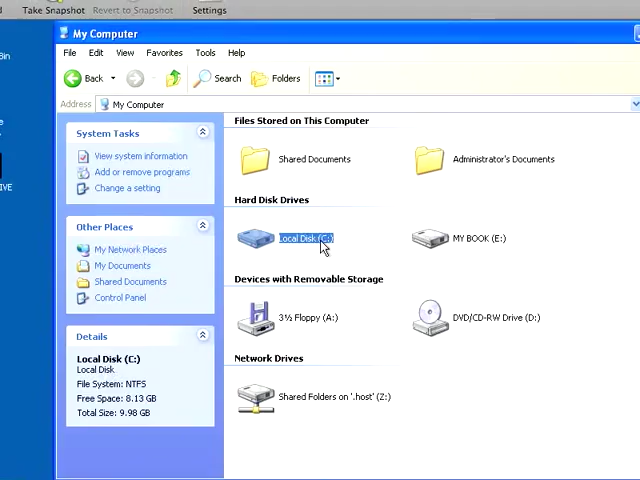 Take Snapshot Revert to Snapshot Settings
My Computer
File Edit View Favorites Tools Help
Back Search Folders
Address My Computer
Bin
System Tasks
View system information
Add or remove programs
Change a setting
Other Places
My Network Places
My Documents
Shared Documents
Control Panel
Details
Local Disk (C:)
Local Disk
File System: NTFS
Free Space: 8.13 GB
Total Size: 9.98 GB
Files Stored on This Computer
Shared Documents Administrator's Documents
Hard Disk Drives
Local Disk (C:) MY BOOK (E:)
Devices with Removable Storage
3½ Floppy (A:) DVD/CD-RW Drive (D:)
Network Drives
Shared Folders on '.host' (Z:)